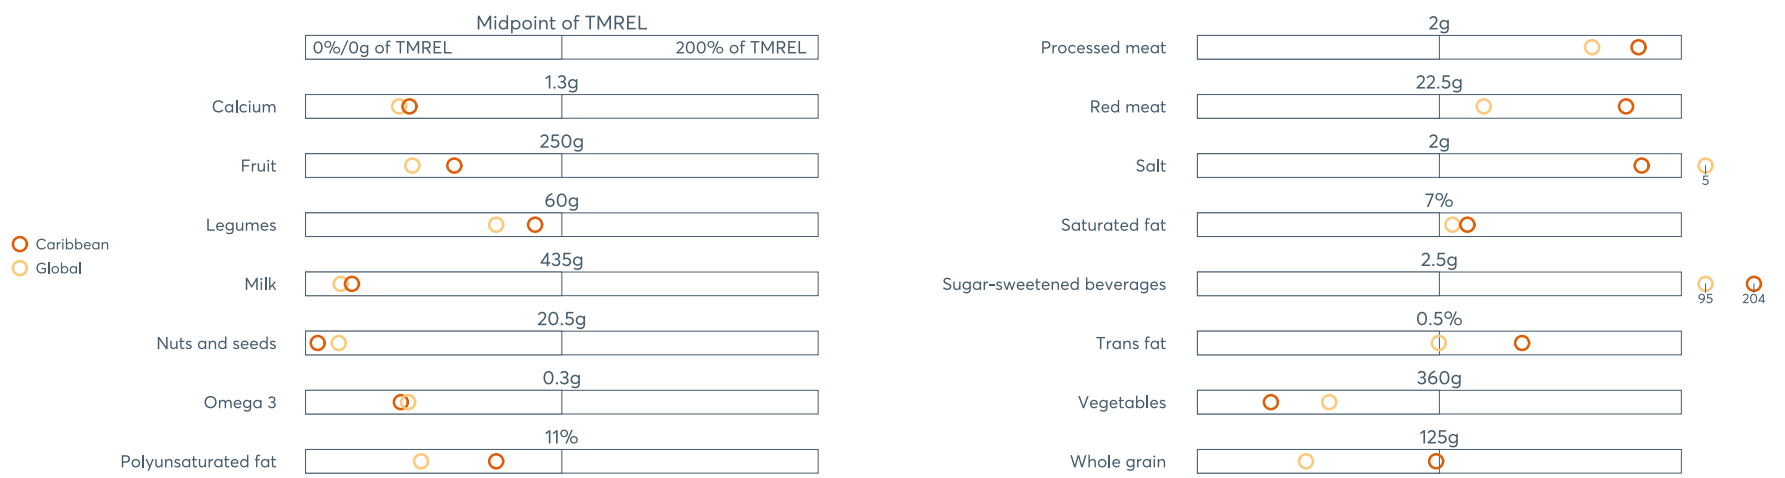 Midpoint of TMREL
0%/0g of TMREL 200% of TMREL
Calcium 1.3g
Fruit 250g
Legumes 60g
Milk 435g
Nuts and seeds 20.5g
Omega 3 0.3g
Polyunsaturated fat 11%
Caribbean
Global
Processed meat 2g
Red meat 22.5g
Salt 2g
5
Saturated fat 7%
Sugar-sweetened beverages 2.5g
95 204
Trans fat 0.5%
Vegetables 360g
Whole grain 125g